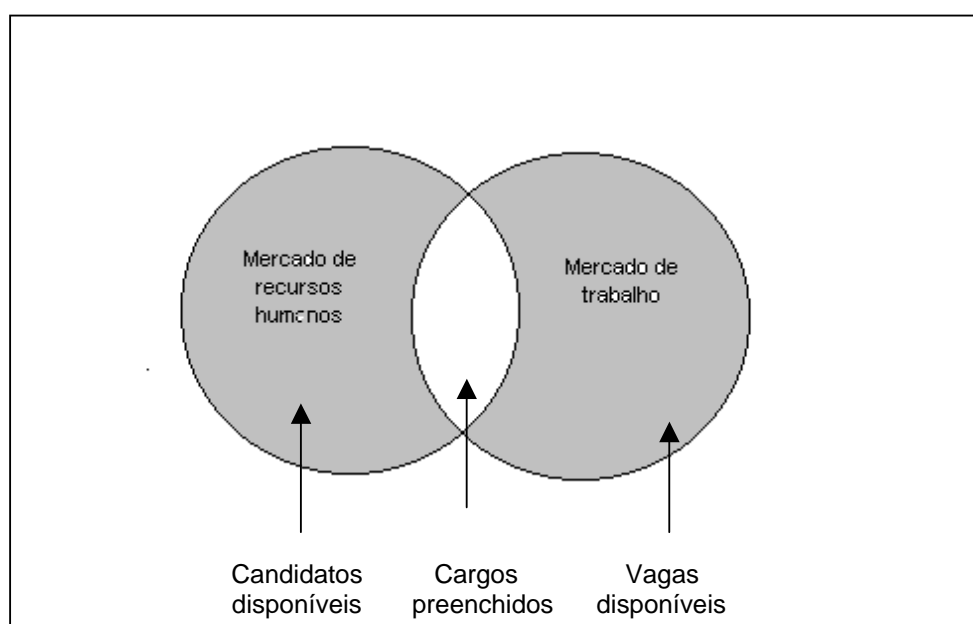 Mercado de
recursos
humanos
Mercado de
trabalho
Candidatos
disponíveis
Cargos
preenchidos
Vagas
disponíveis